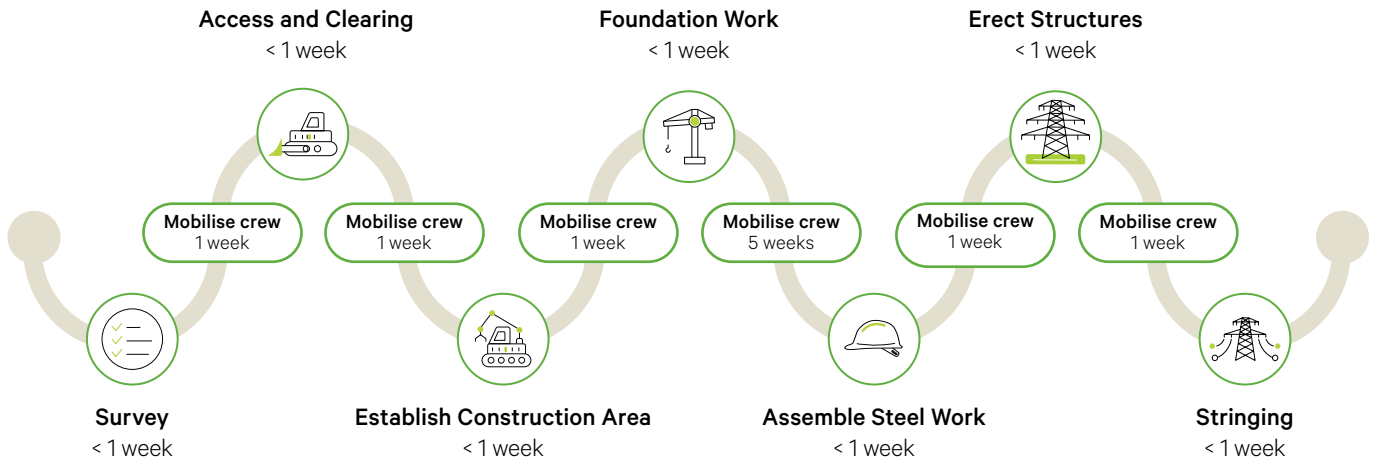 Access and Clearing
< 1 week
Foundation Work
< 1 week
Erect Structures
< 1 week
Mobilise crew
1 week
Mobilise crew
1 week
Mobilise crew
1 week
Mobilise crew
5 weeks
Mobilise crew
1 week
Mobilise crew
1 week
Survey
< 1 week
Establish Construction Area
< 1 week
Assemble Steel Work
< 1 week
Stringing
< 1 week